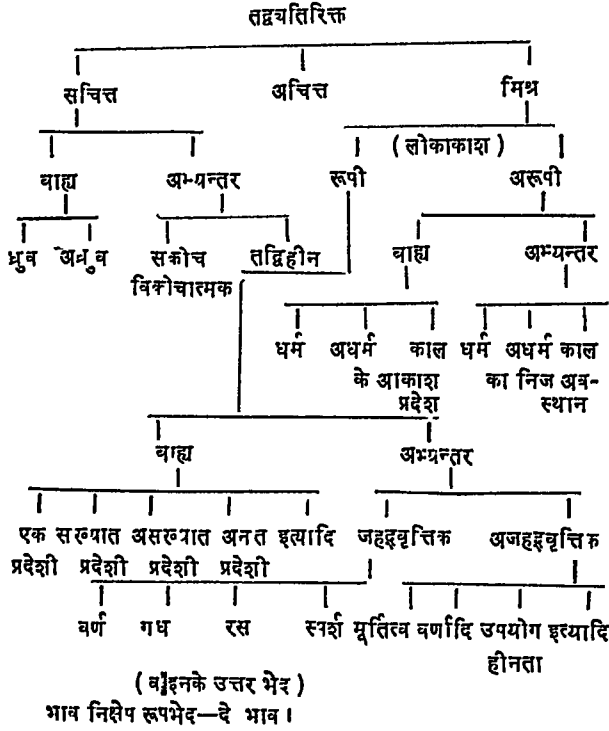 तद्व्यतिरिक्त
सचित्त अचित्त मिश्र
(लोकाकाश)
बाह्य अभ्यन्तर रूपी अरूपी
ध्रुव अध्रुव सकोच तद्विहीन बाह्य अभ्यन्तर
विकोचात्मक
धर्म अधर्म काल धर्म अधर्म काल
के आकाश का निज अव-
प्रदेश स्थान
बाह्य अभ्यन्तर
एक सख्यात असख्यात अनत इत्यादि जहद्वृत्तिक अजहद्वृत्तिक
प्रदेशी प्रदेशी प्रदेशी प्रदेशी
वर्ण गध रस स्पर्श मूर्तित्व वर्णादि उपयोग इत्यादि
हीनता
(व इनके उत्तर भेद)
भाव निक्षेप रूपभेद—दे भाव।